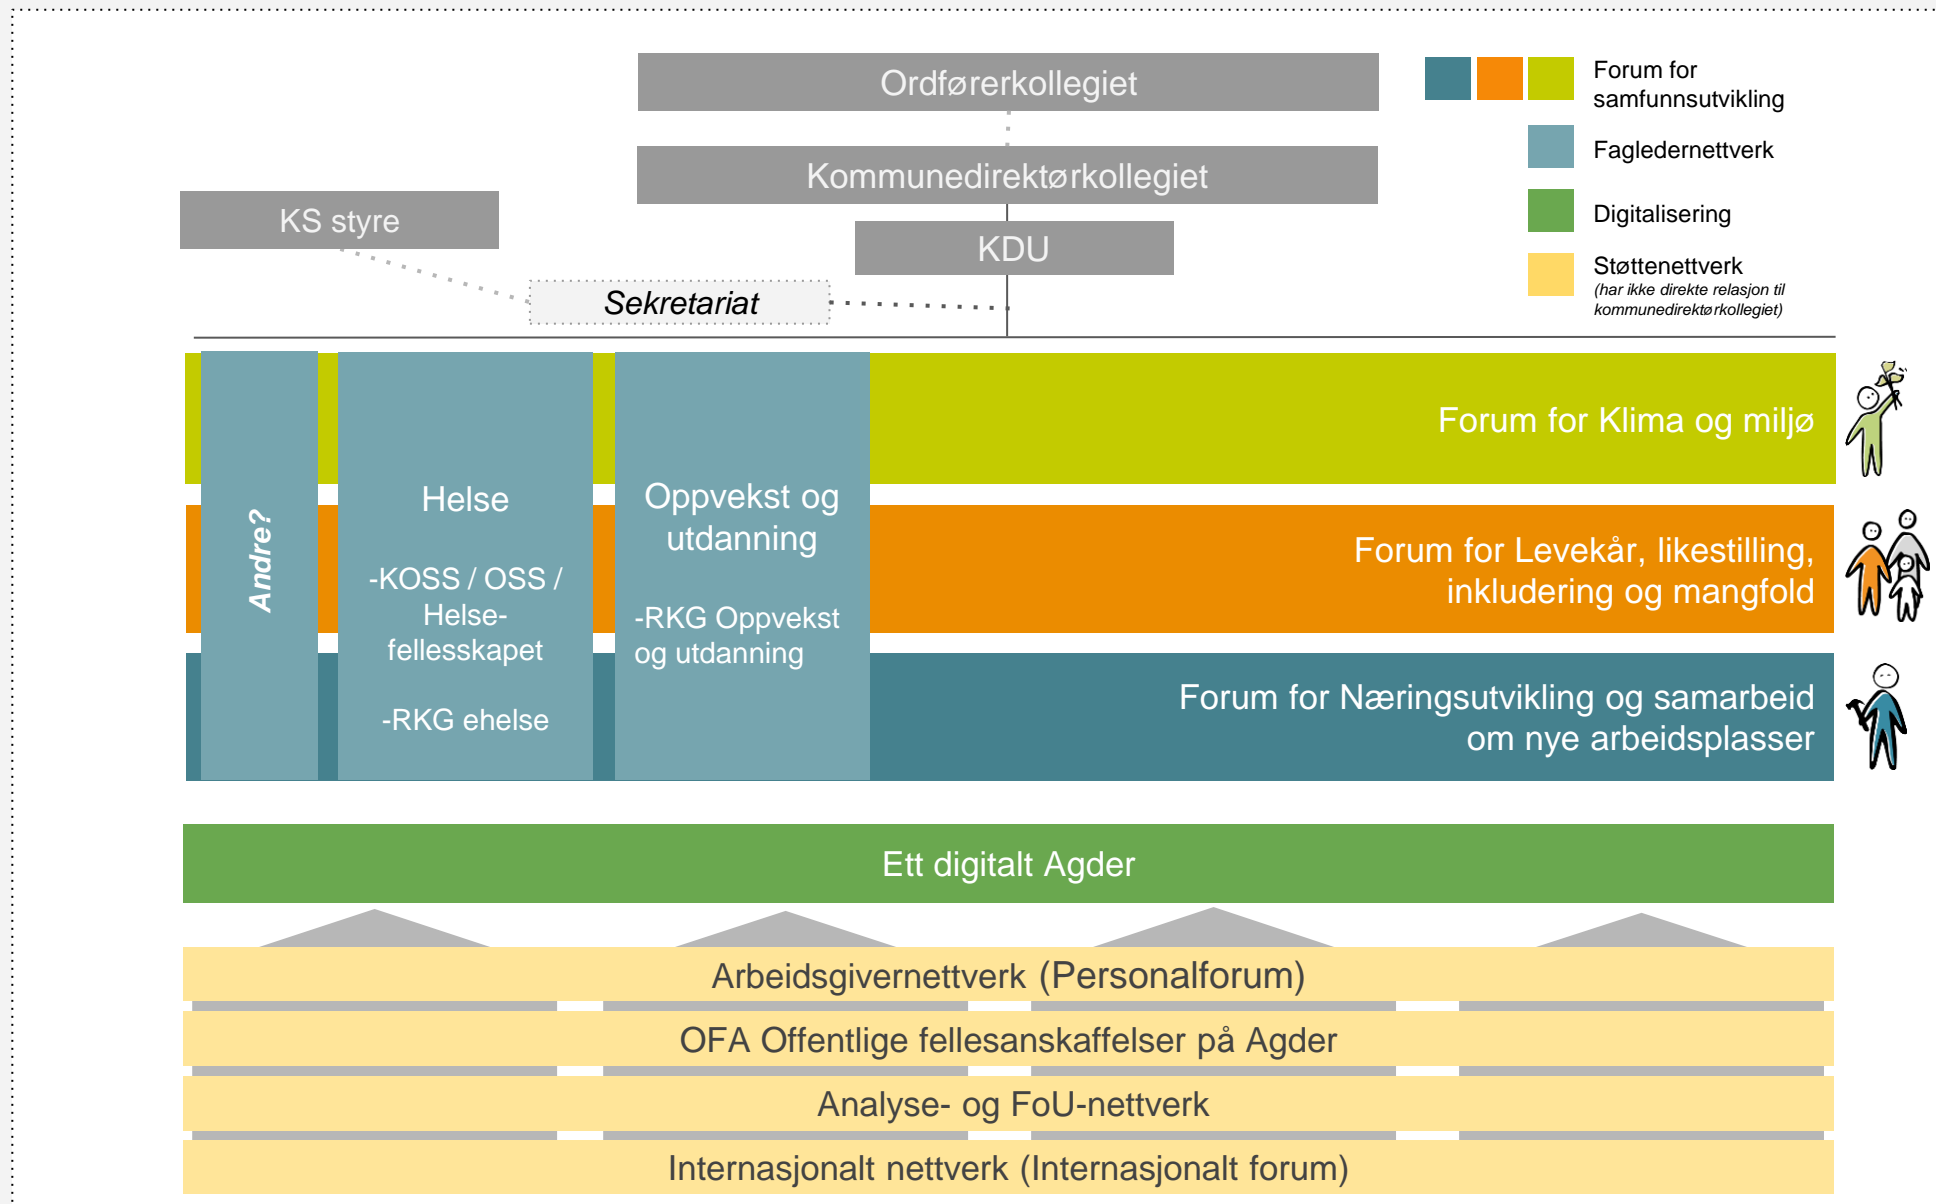 Ordførerkollegiet
Kommunedirektørkollegiet
KS styre
KDU
Sekretariat
Forum for
samfunnsutvikling
Fagledernettverk
Digitalisering
Støttenettverk
(har ikke direkte relasjon til
kommunedirektørkollegiet)
Andre?
Helse
-KOSS / OSS /
Helse-
fellesskapet
-RKG ehelse
Oppvekst og
utdanning
-RKG Oppvekst
og utdanning
Forum for Klima og miljø
Forum for Levekår, likestilling,
inkludering og mangfold
Forum for Næringsutvikling og samarbeid
om nye arbeidsplasser
Ett digitalt Agder
Arbeidsgivernettverk (Personalforum)
OFA Offentlige fellesanskaffelser på Agder
Analyse- og FoU-nettverk
Internasjonalt nettverk (Internasjonalt forum)